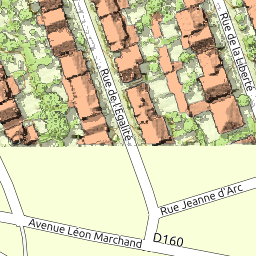 Rue de la Liberté
Rue de l'Égalité
Rue Jeanne d'Arc
Avenue Léon Marchand
D160